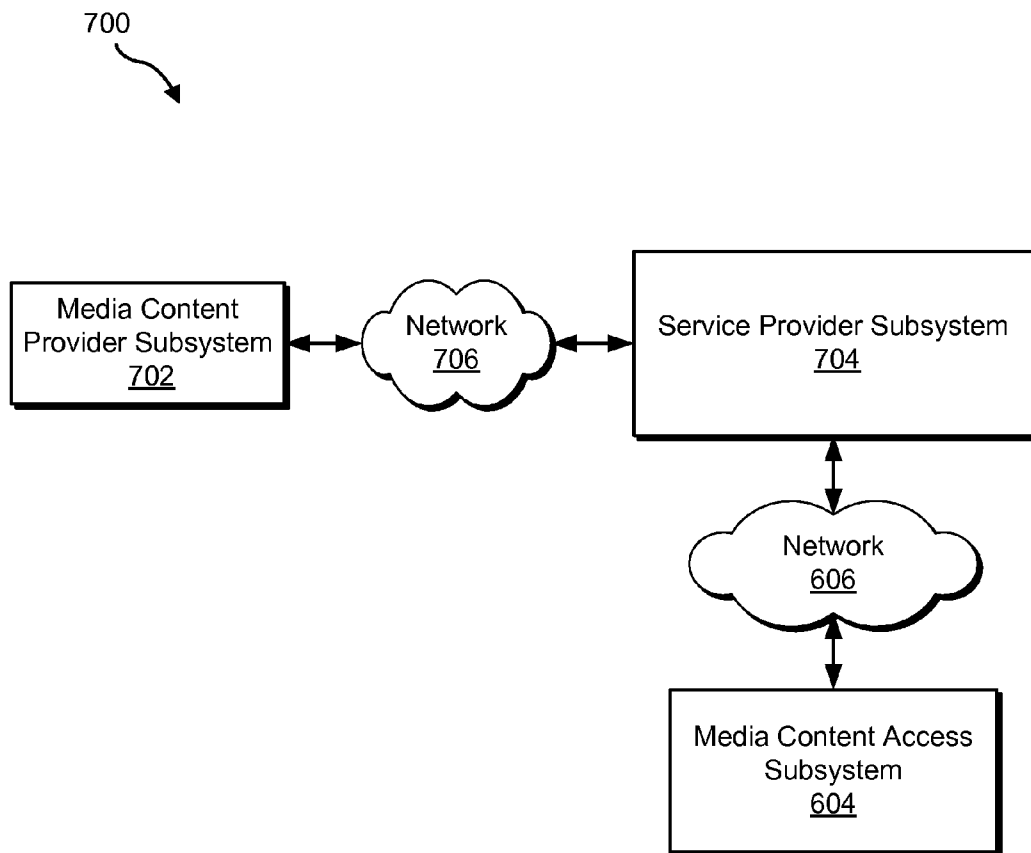 700
Media Content
Provider Subsystem
702
Network
706
Service Provider Subsystem
704
Network
606
Media Content Access
Subsystem
604